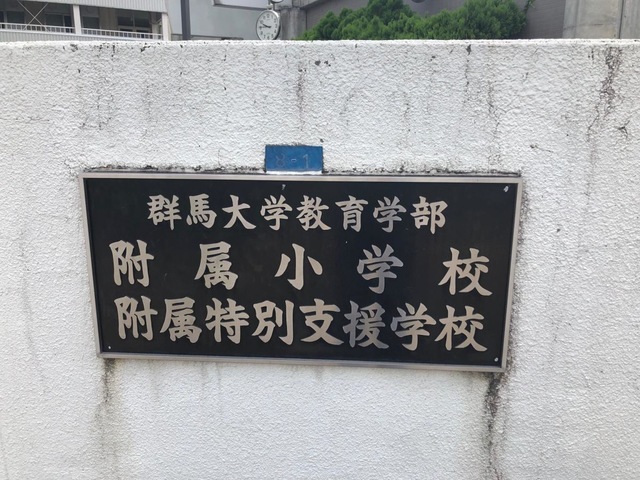 群馬大学教育学部
附属小学校
附属特別支援学校